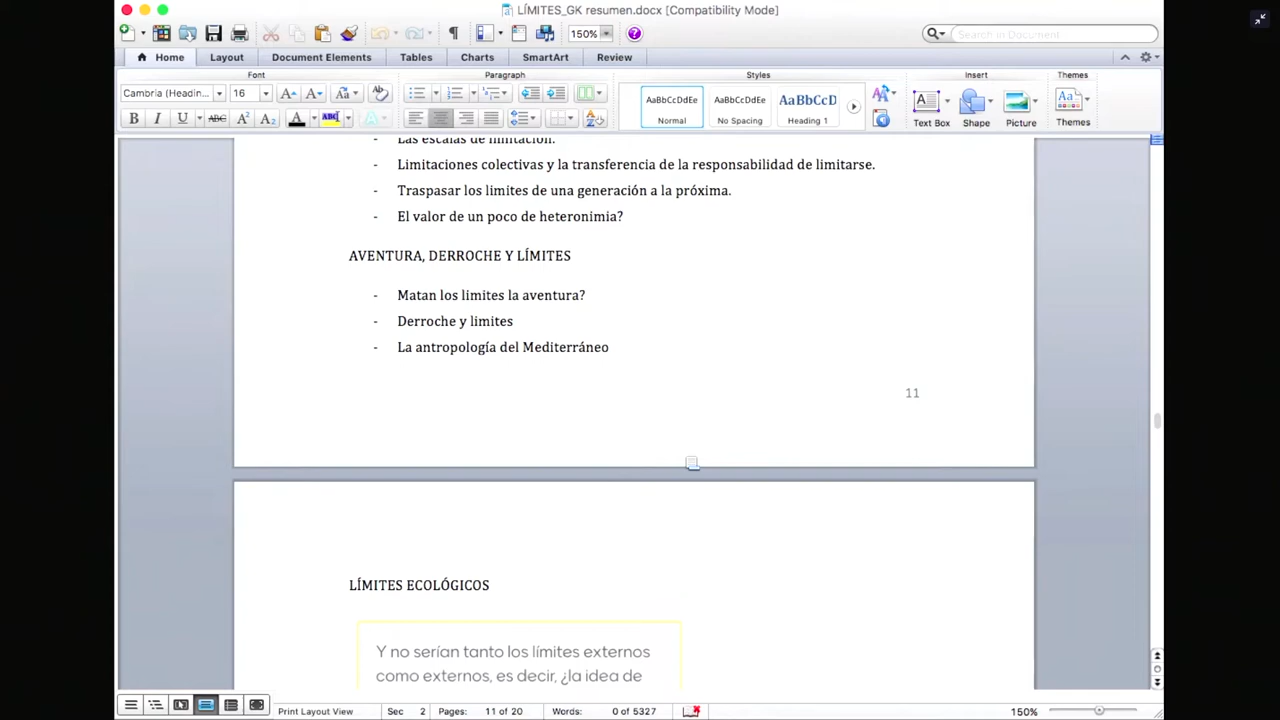 LÍMITES_GK resumen.docx [Compatibility Mode]
150%
Search in Document
Home Layout Document Elements Tables Charts SmartArt Review
Font Paragraph Styles Insert Themes
Cambria (Headin... 16
AaBbCcDdEe AaBbCcDdEe AaBbCcD
Normal No Spacing Heading 1 Text Box Shape Picture Themes
- Las escalas de limitación.
- Limitaciones colectivas y la transferencia de la responsabilidad de limitarse.
- Traspasar los limites de una generación a la próxima.
- El valor de un poco de heteronimia?
AVENTURA, DERROCHE Y LÍMITES
- Matan los limites la aventura?
- Derroche y limites
- La antropología del Mediterráneo
11
LÍMITES ECOLÓGICOS
Y no serían tanto los límites externos
como externos, es decir, ¿la idea de
Print Layout View Sec 2 Pages: 11 of 20 Words: 0 of 5327 150%